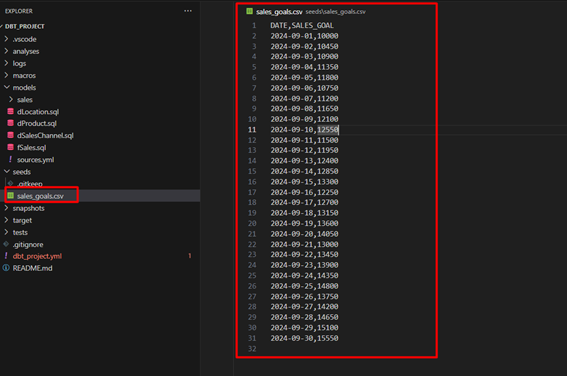 EXPLORER
...
DBT_PROJECT
.vscode
analyses
logs
macros
models
sales
dLocation.sql
dProduct.sql
dSalesChannel.sql
fSales.sql
sources.yml
seeds
.gitkeep
sales_goals.csv
snapshots
target
tests
.gitignore
dbt_project.yml 1
README.md
sales_goals.csv seeds\sales_goals.csv
1 DATE,SALES_GOAL
2 2024-09-01,10000
3 2024-09-02,10450
4 2024-09-03,10900
5 2024-09-04,11350
6 2024-09-05,11800
7 2024-09-06,10750
8 2024-09-07,11200
9 2024-09-08,11650
10 2024-09-09,12100
11 2024-09-10,12550
12 2024-09-11,11500
13 2024-09-12,11950
14 2024-09-13,12400
15 2024-09-14,12850
16 2024-09-15,13300
17 2024-09-16,12250
18 2024-09-17,12700
19 2024-09-18,13150
20 2024-09-19,13600
21 2024-09-20,14050
22 2024-09-21,13000
23 2024-09-22,13450
24 2024-09-23,13900
25 2024-09-24,14350
26 2024-09-25,14800
27 2024-09-26,13750
28 2024-09-27,14200
29 2024-09-28,14650
30 2024-09-29,15100
31 2024-09-30,15550
32